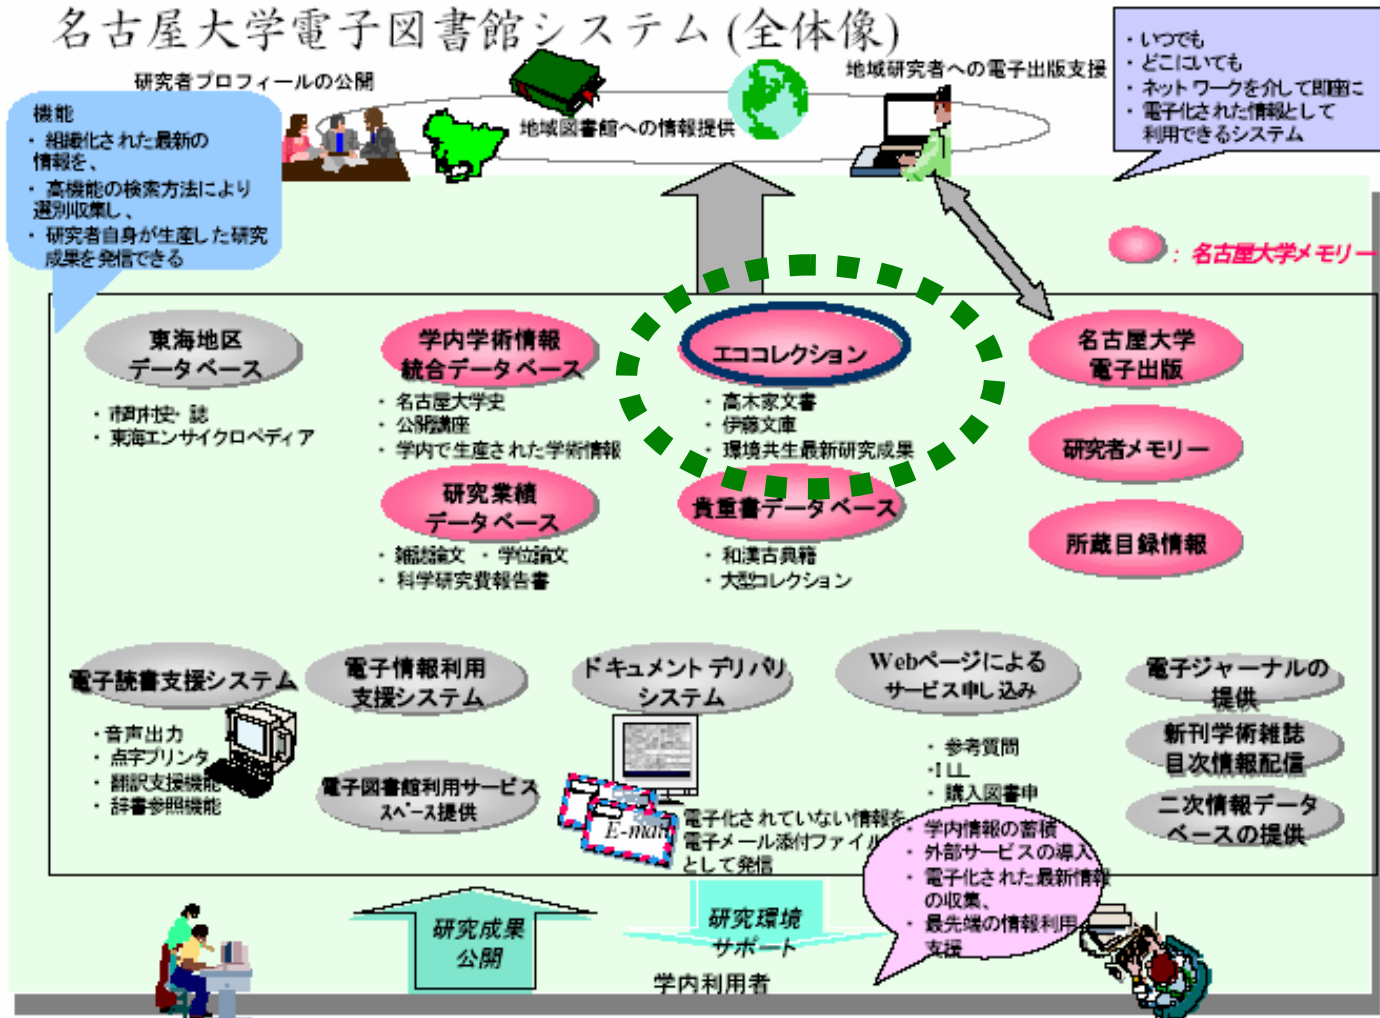 名古屋大学電子図書館システム (全体像)
研究者プロフィールの公開
地域図書館への情報提供
地域研究者への電子出版支援
・いつでも
・どこにいても
・ネットワークを介して即座に
・電子化された情報として
利用できるシステム
機能
・組織化された最新の
情報を、
・高機能の検索方法により
選別収集し、
・研究者自身が生産した研究
成果を発信できる
：名古屋大学メモリー
東海地区
データベース
・市町村史・誌
・東海エンサイクロペディア
学内学術情報
統合データベース
・名古屋大学史
・公開講座
・学内で生産された学術情報
エココレクション
・高木家文書
・伊藤文庫
・環境共生最新研究成果
名古屋大学
電子出版
研究者メモリー
所蔵目録情報
研究業績
データベース
・雑誌論文 ・学位論文
・科学研究費報告書
貴重書データベース
・和漢古典籍
・大型コレクション
電子読書支援システム
・音声出力
・点字プリンタ
・翻訳支援機能
・辞書参照機能
電子情報利用
支援システム
電子図書館利用サービス
スペース提供
ドキュメントデリバリ
システム
E-mail
電子化されていない情報を
電子メール添付ファイル
として発信
Webページによる
サービス申し込み
・参考質問
・ILL
・購入図書申
電子ジャーナルの
提供
新刊学術雑誌
目次情報配信
二次情報データ
ベースの提供
・学内情報の蓄積
・外部サービスの導入
・電子化された最新情報
の収集、
・最先端の情報利用
支援
研究成果
公開
研究環境
サポート
学内利用者